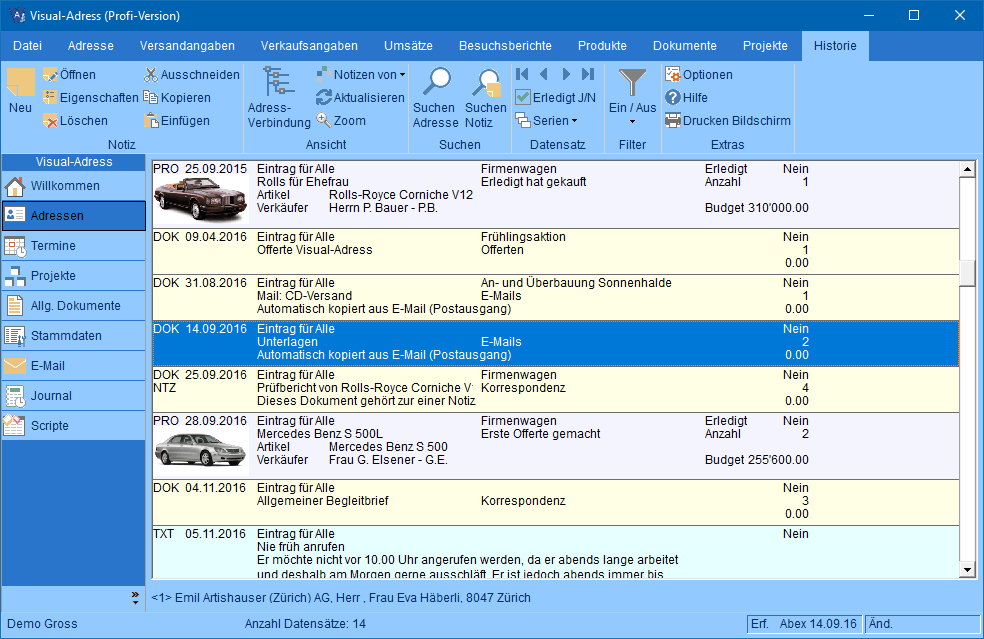 Visual-Adress (Profi-Version)
Datei Adresse Versandangaben Verkaufsangaben Umsätze Besuchsberichte Produkte Dokumente Projekte Historie
Neu
Öffnen
Eigenschaften
Löschen
Ausschneiden
Kopieren
Einfügen
Notiz
Adress-
Verbindung
Notizen von
Aktualisieren
Zoom
Ansicht
Suchen
Adresse
Suchen
Notiz
Suchen
Erledigt J/N
Serien
Datensatz
Ein / Aus
Filter
Optionen
Hilfe
Drucken Bildschirm
Extras
Visual-Adress
Willkommen
Adressen
Termine
Projekte
Allg. Dokumente
Stammdaten
E-Mail
Journal
Scripte
PRO 25.09.2015 Eintrag für Alle Firmenwagen Erledigt Nein
Rolls für Ehefrau Erledigt hat gekauft Anzahl 1
Artikel Rolls-Royce Corniche V12
Verkäufer Herrn P. Bauer - P.B. Budget 310'000.00
DOK 09.04.2016 Eintrag für Alle Frühlingsaktion Nein
Offerte Visual-Adress Offerten 1
0.00
DOK 31.08.2016 Eintrag für Alle An- und Überbauung Sonnenhalde Nein
Mail: CD-Versand E-Mails 1
Automatisch kopiert aus E-Mail (Postausgang) 0.00
DOK 14.09.2016 Eintrag für Alle Nein
Unterlagen E-Mails 2
Automatisch kopiert aus E-Mail (Postausgang) 0.00
DOK 25.09.2016 Eintrag für Alle Firmenwagen Nein
NTZ Prüfbericht von Rolls-Royce Corniche V Korrespondenz 4
Dieses Dokument gehört zur einer Notiz 0.00
PRO 28.09.2016 Eintrag für Alle Firmenwagen Erledigt Nein
Mercedes Benz S 500L Erste Offerte gemacht Anzahl 2
Artikel Mercedes Benz S 500
Verkäufer Frau G. Elsener - G.E. Budget 255'600.00
DOK 04.11.2016 Eintrag für Alle Nein
Allgemeiner Begleitbrief Korrespondenz 3
0.00
TXT 05.11.2016 Eintrag für Alle Nein
Nie früh anrufen
Er möchte nicht vor 10.00 Uhr angerufen werden, da er abends lange arbeitet
und deshalb am Morgen gerne ausschläft. Er ist jedoch abends immer bis
<1> Emil Artishauser (Zürich) AG, Herr , Frau Eva Häberli, 8047 Zürich
Demo Gross Anzahl Datensätze: 14 Erf. Abex 14.09.16 Änd.